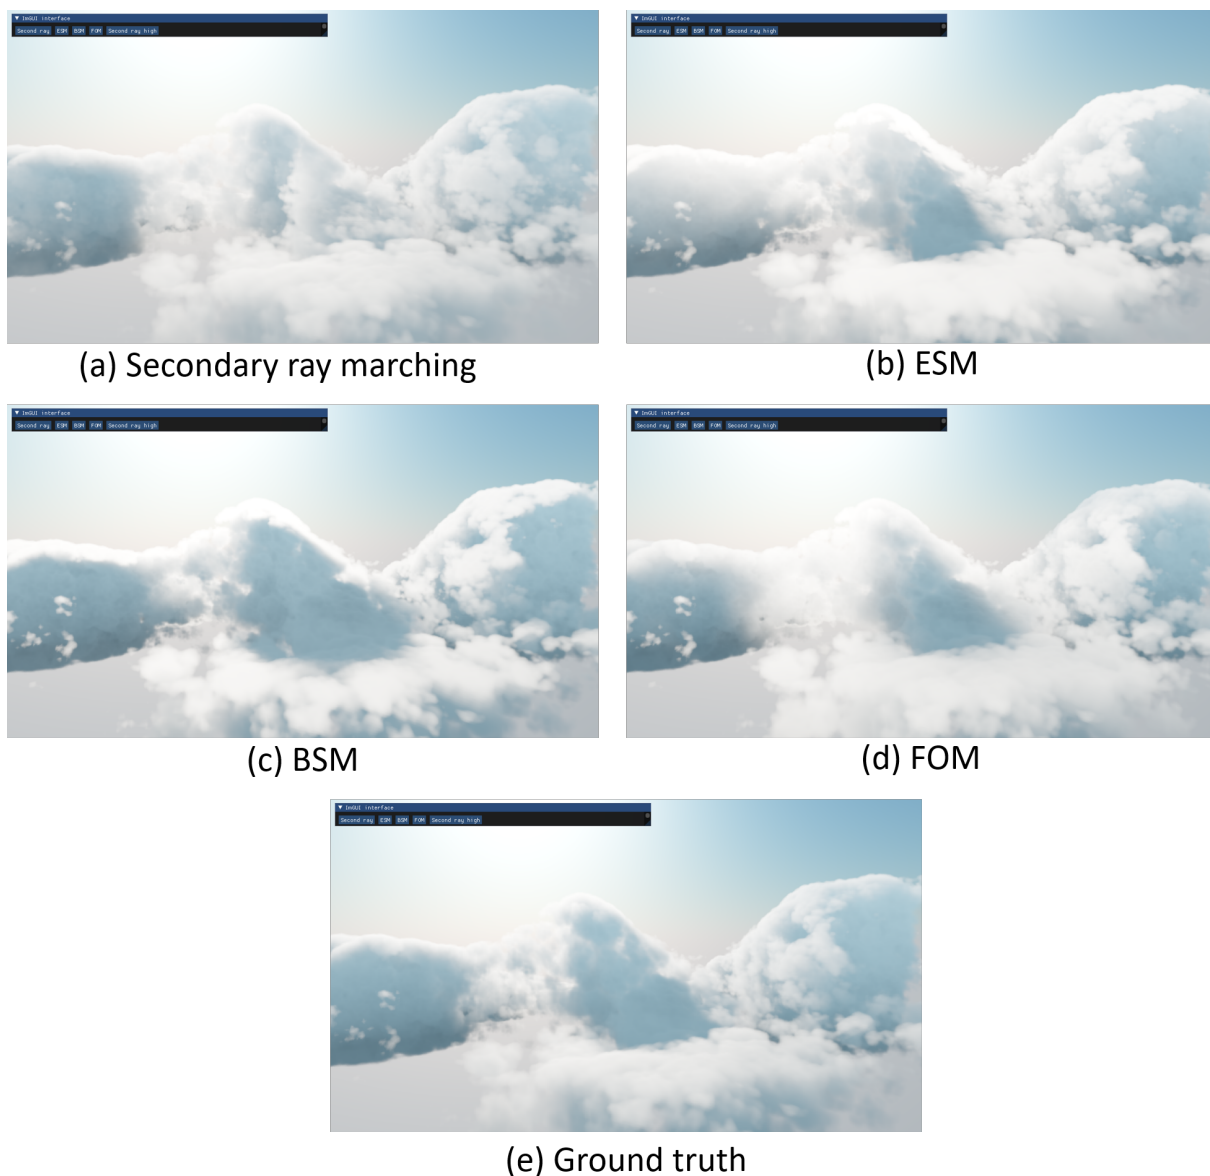 ▼ ImGUI interface
Second ray ESM BSM FOM Second ray high
▼ ImGUI interface
Second ray ESM BSM FOM Second ray high
(a) Secondary ray marching
(b) ESM
▼ ImGUI interface
Second ray ESM BSM FOM Second ray high
▼ ImGUI interface
Second ray ESM BSM FOM Second ray high
(c) BSM
(d) FOM
▼ ImGUI interface
Second ray ESM BSM FOM Second ray high
(e) Ground truth